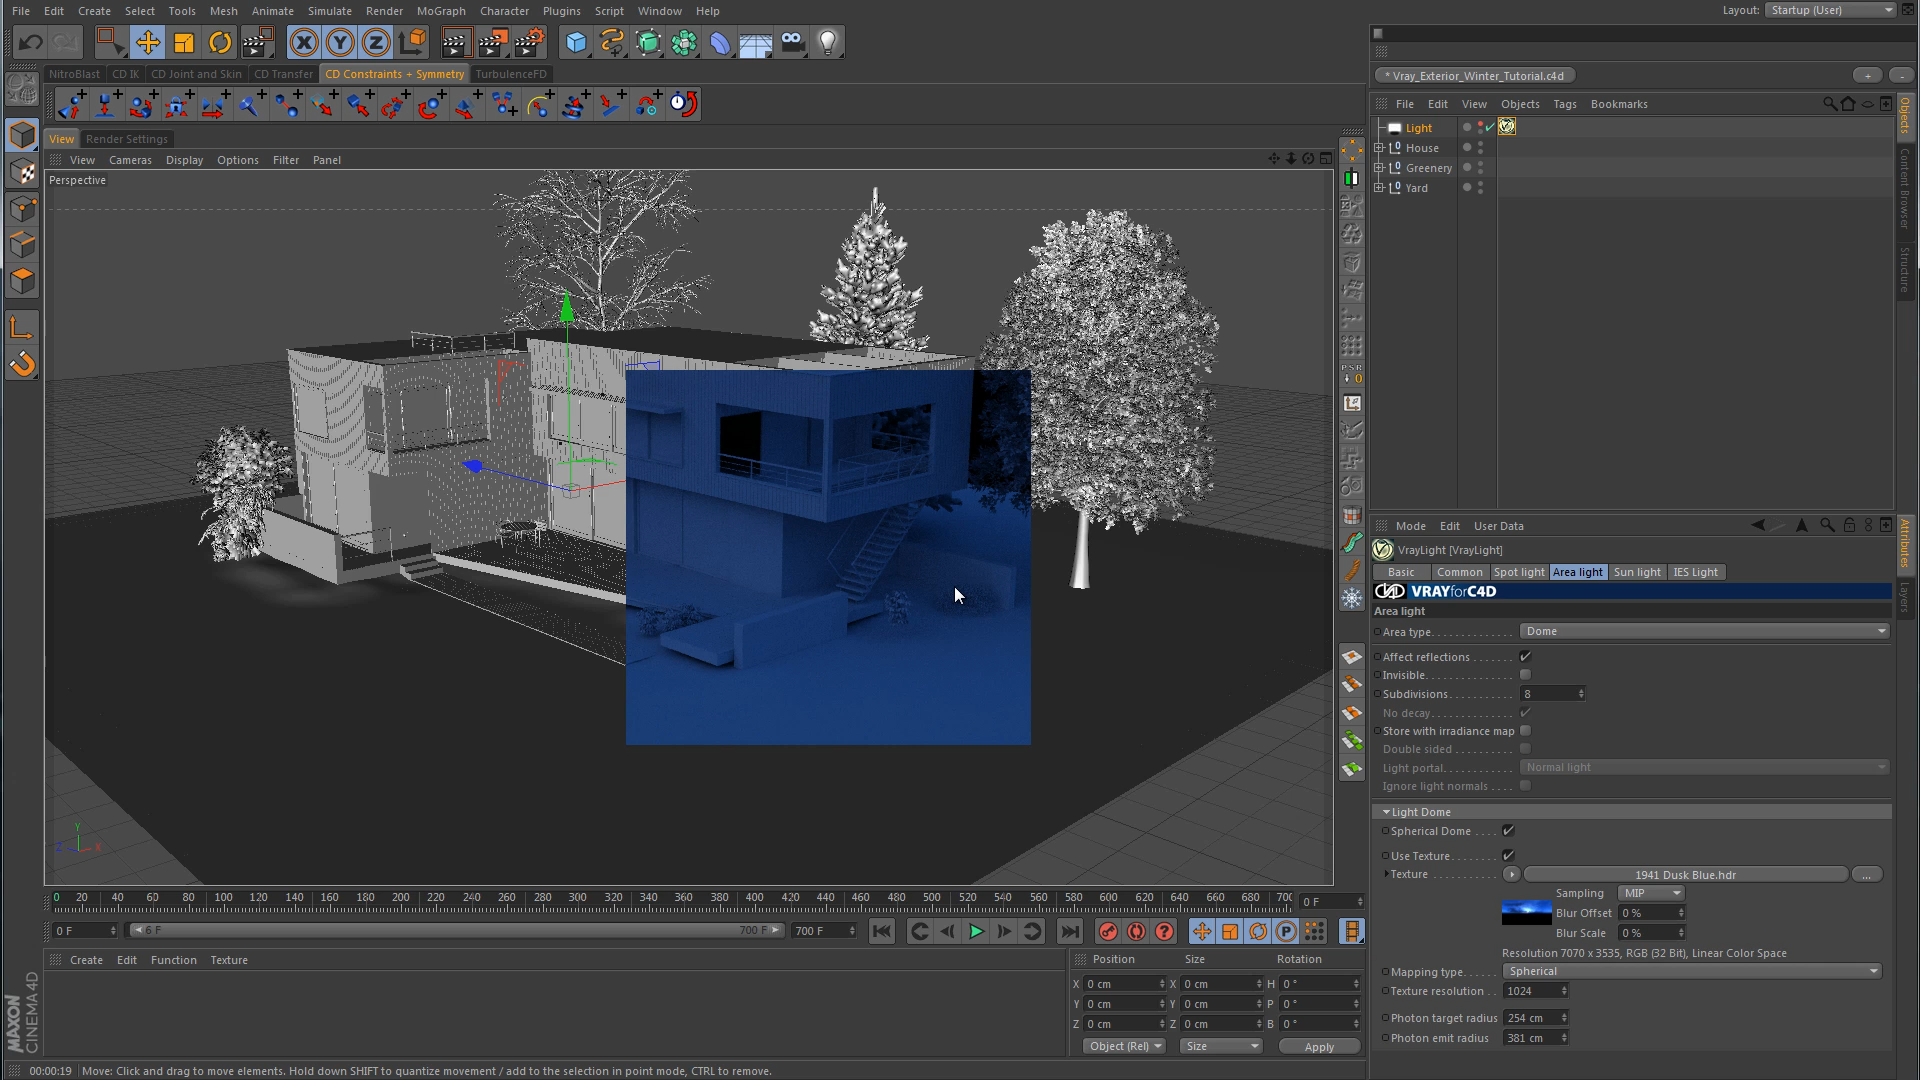 File Edit Create Select Tools Mesh Animate Simulate Render MoGraph Character Plugins Script Window Help
Layout: Startup (User)
X Y Z
NitroBlast CD IK CD Joint and Skin CD Transfer CD Constraints + Symmetry TurbulenceFD
* Vray_Exterior_Winter_Tutorial.c4d + -
View Render Settings
View Cameras Display Options Filter Panel
Perspective
File Edit View Objects Tags Bookmarks
Light
House
Greenery
Yard
Objects
Content Browser
Structure
P S R
0
Mode Edit User Data
VrayLight [VrayLight]
Basic Common Spot light Area light Sun light IES Light
VRAYforC4D
Area light
Area type Dome
Affect reflections
Invisible
Subdivisions 8
No decay
Store with irradiance map
Double sided
Light portal Normal light
Ignore light normals
Light Dome
Spherical Dome
Use Texture
Texture 1941 Dusk Blue.hdr ...
Sampling MIP
Blur Offset 0 %
Blur Scale 0 %
Resolution 7070 x 3535, RGB (32 Bit), Linear Color Space
Mapping type Spherical
Texture resolution 1024
Photon target radius 254 cm
Photon emit radius 381 cm
Attributes
Layers
Y
Z X
0 20 40 60 80 100 120 140 160 180 200 220 240 260 280 300 320 340 360 380 400 420 440 460 480 500 520 540 560 580 600 620 640 660 680 70 0 F
0 F 6 F 700 F 700 F
Create Edit Function Texture
Position Size Rotation
X 0 cm X 0 cm H 0 °
Y 0 cm Y 0 cm P 0 °
Z 0 cm Z 0 cm B 0 °
Object (Rel) Size Apply
MAXON
CINEMA 4D
00:00:19 Move: Click and drag to move elements. Hold down SHIFT to quantize movement / add to the selection in point mode, CTRL to remove.